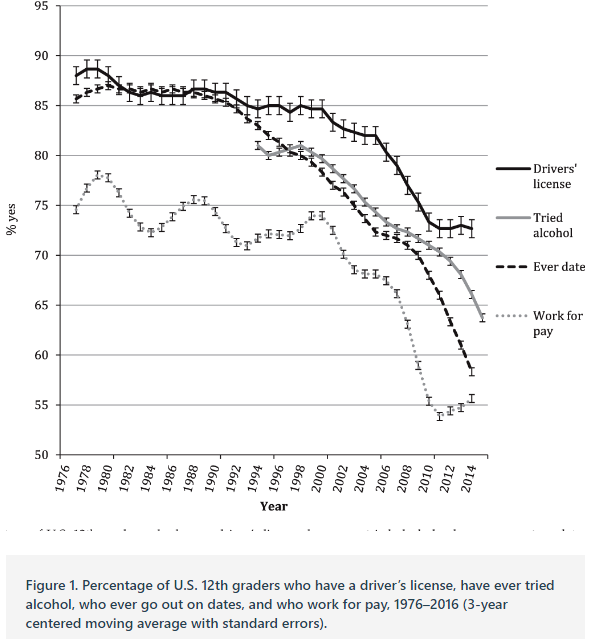 95
90
85
80
75
70
65
60
55
50
% yes
1976
1978
1980
1982
1984
1986
1988
1990
1992
1994
1996
1998
2000
2002
2004
2006
2008
2010
2012
2014
Year
Drivers'
license
Tried
alcohol
Ever date
Work for
pay
Figure 1. Percentage of U.S. 12th graders who have a driver's license, have ever tried
alcohol, who ever go out on dates, and who work for pay, 1976–2016 (3-year
centered moving average with standard errors).